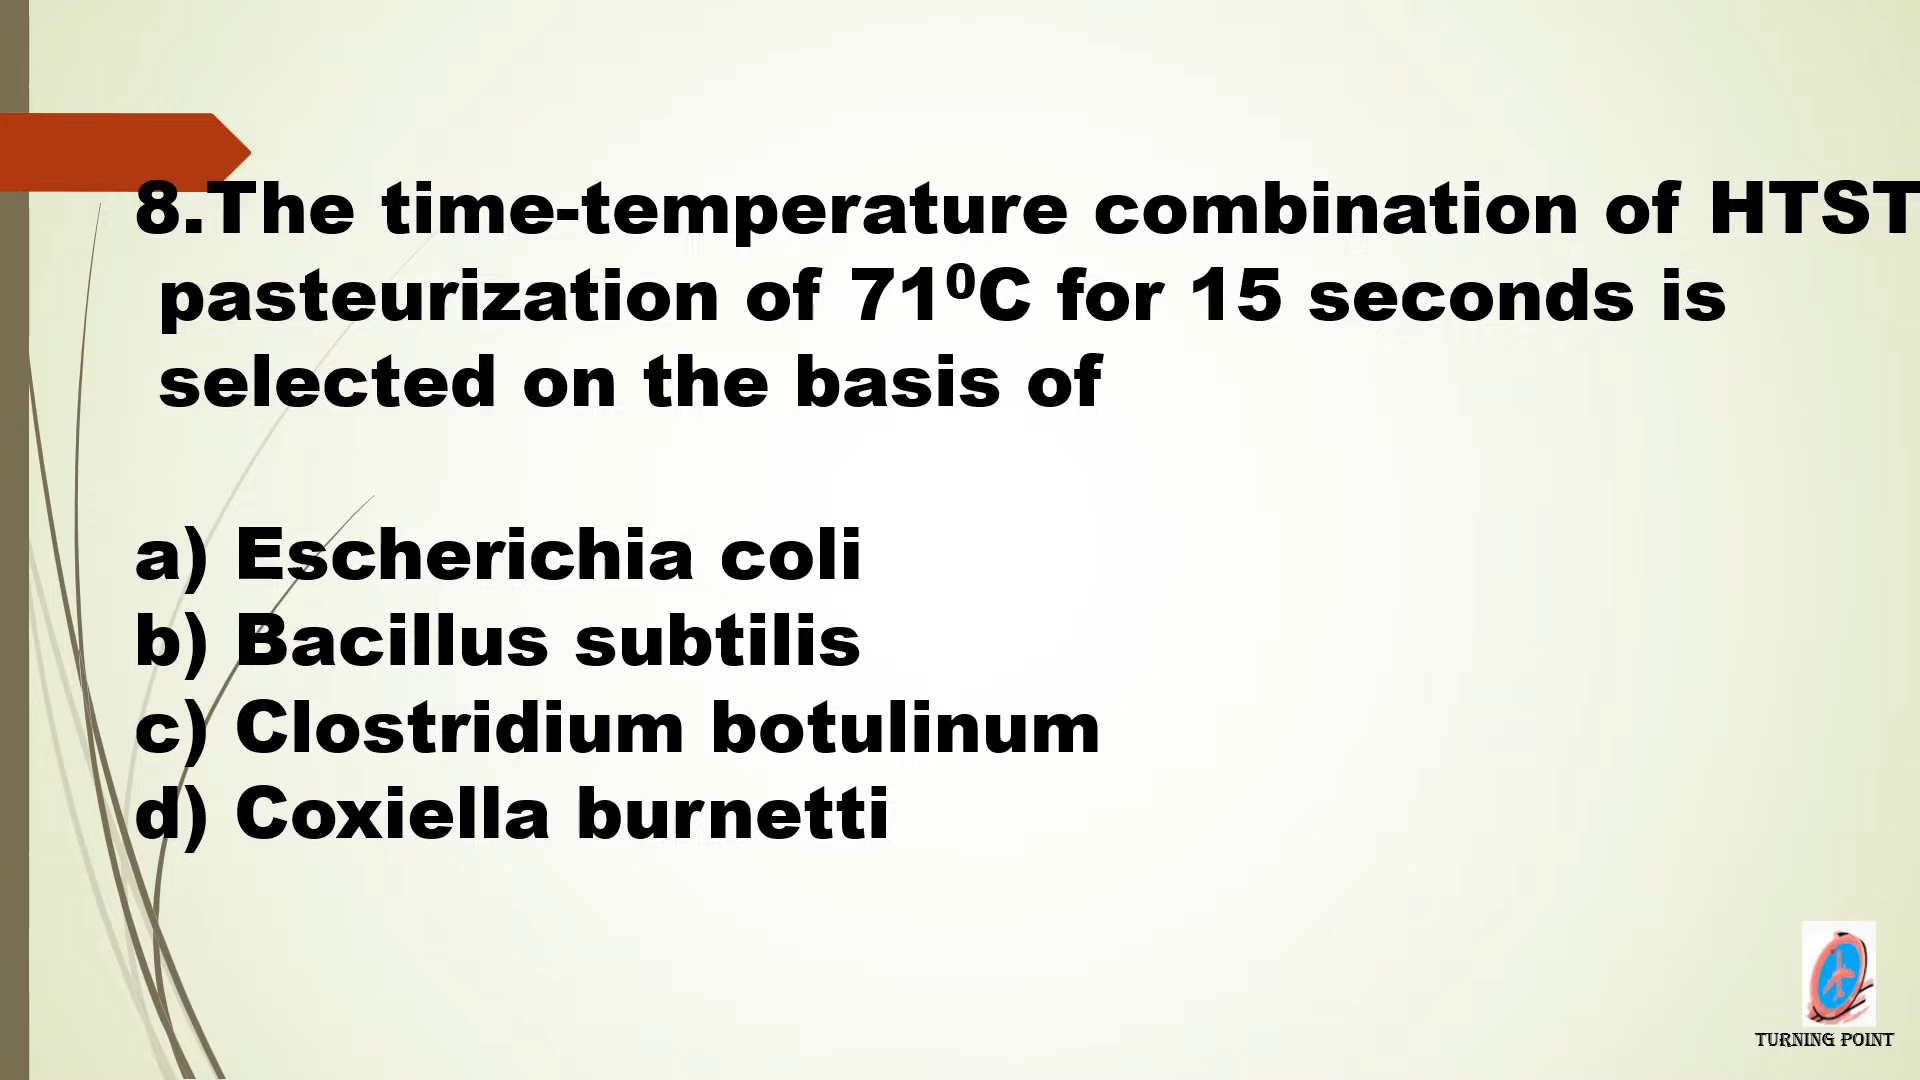 8.The time-temperature combination of HTST
pasteurization of 71⁰C for 15 seconds is
selected on the basis of
a) Escherichia coli
b) Bacillus subtilis
c) Clostridium botulinum
d) Coxiella burnetti
TURNING POINT